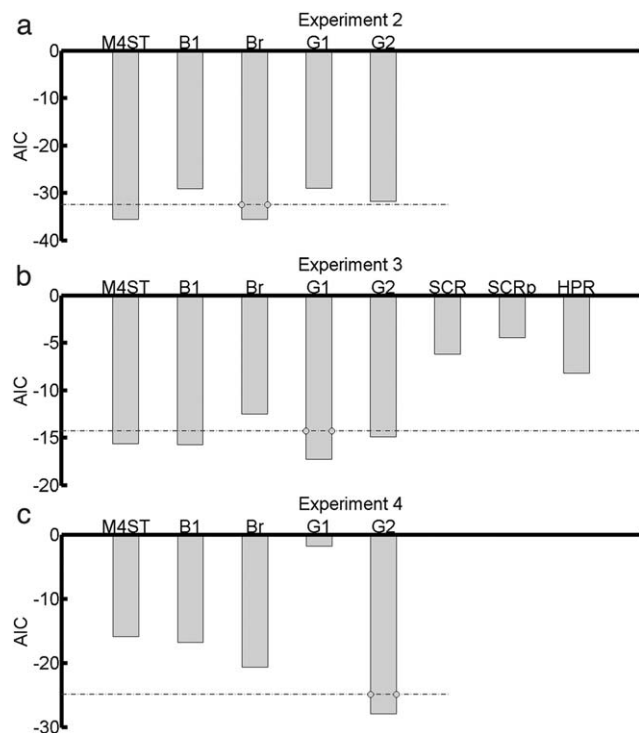 a
Experiment 2
M4ST B1 Br G1 G2
0
-10
-20
-30
-40
AIC
b
Experiment 3
M4ST B1 Br G1 G2 SCR SCRp HPR
0
-5
-10
-15
-20
AIC
c
Experiment 4
M4ST B1 Br G1 G2
0
-10
-20
-30
AIC